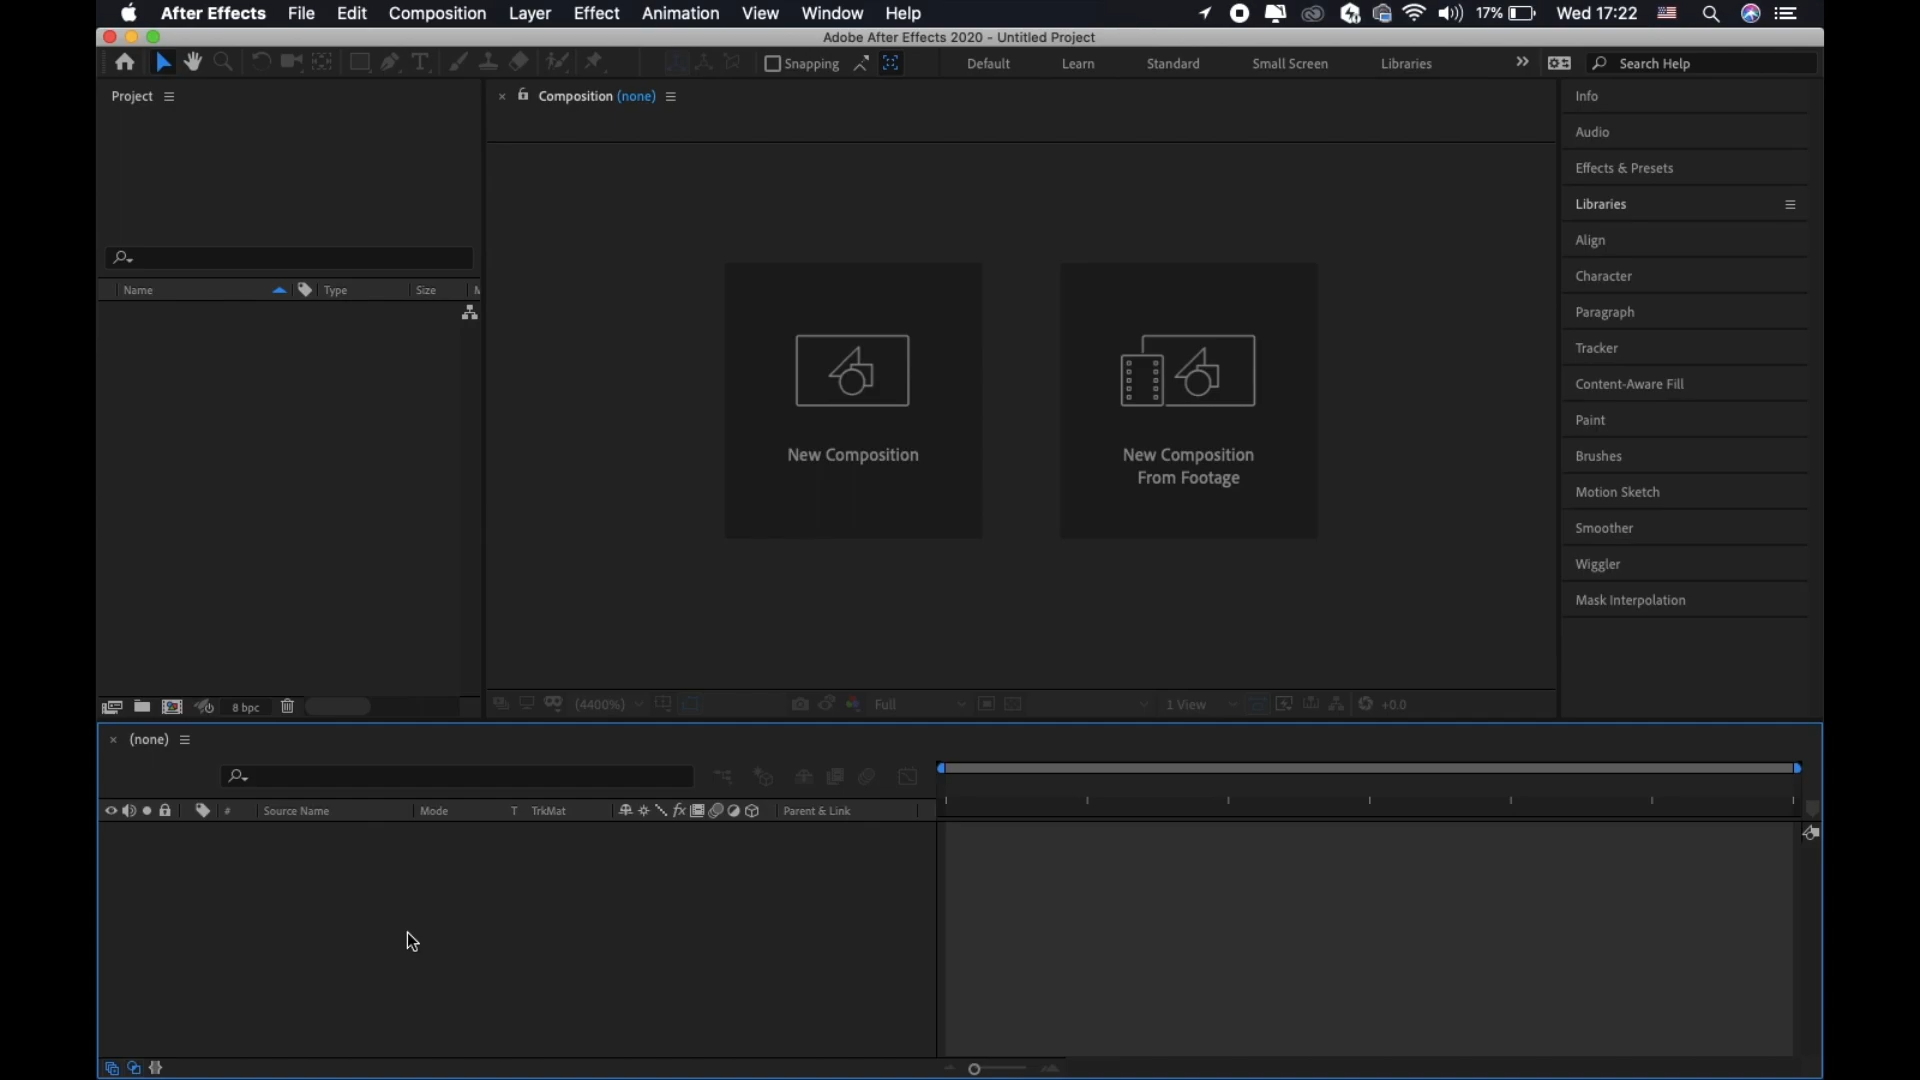 After Effects File Edit Composition Layer Effect Animation View Window Help 17% Wed 17:22
Adobe After Effects 2020 - Untitled Project
Snapping Default Learn Standard Small Screen Libraries Search Help
Project
Composition (none)
Info
Audio
Effects & Presets
Libraries
Align
Character
Paragraph
Tracker
Content-Aware Fill
Paint
Brushes
Motion Sketch
Smoother
Wiggler
Mask Interpolation
Name Type Size
New Composition
New Composition
From Footage
8 bpc
(4400%) Full 1 View +0.0
(none)
# Source Name Mode T TrkMat fx Parent & Link